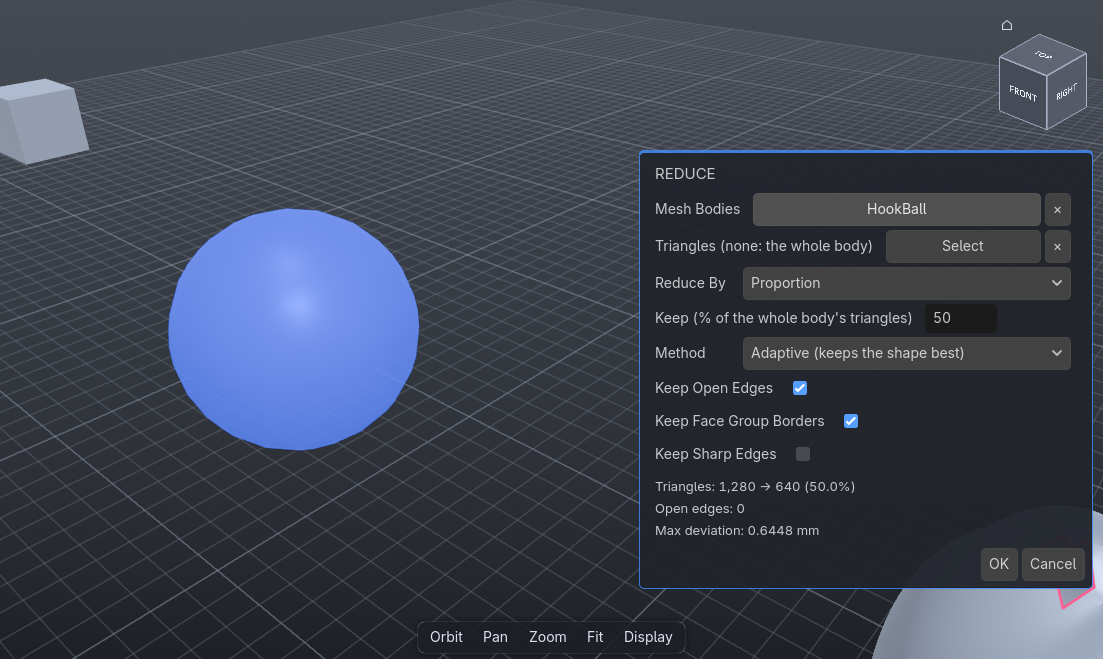 TOP
FRONT
RIGHT
REDUCE
Mesh Bodies HookBall ×
Triangles (none: the whole body) Select ×
Reduce By Proportion
Keep (% of the whole body's triangles) 50
Method Adaptive (keeps the shape best)
Keep Open Edges
Keep Face Group Borders
Keep Sharp Edges
Triangles: 1,280 → 640 (50.0%)
Open edges: 0
Max deviation: 0.6448 mm
OK Cancel
Orbit Pan Zoom Fit Display